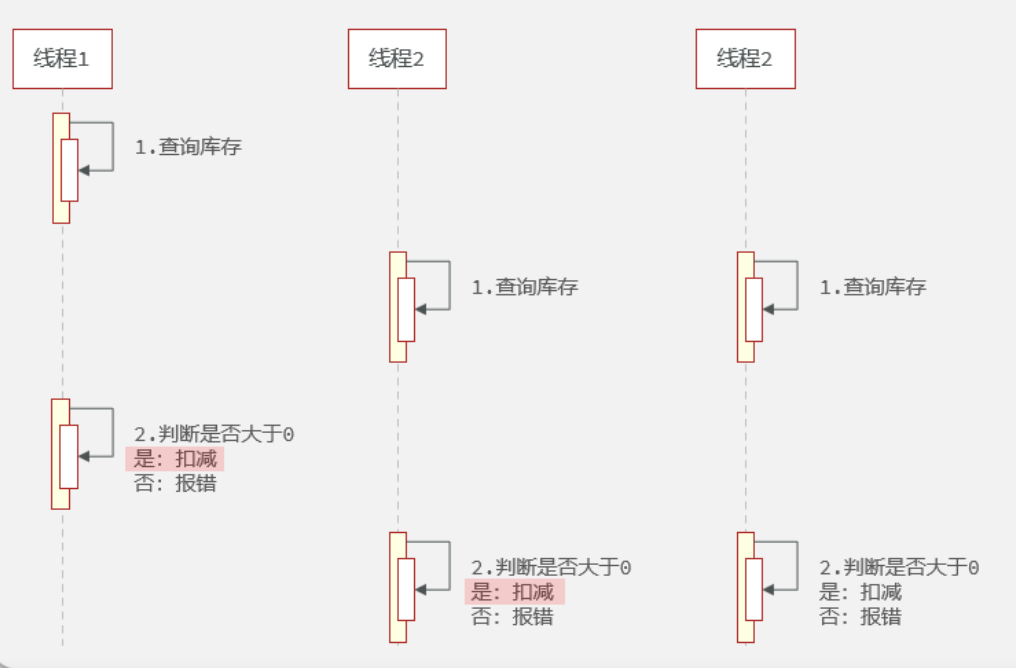 线程1
线程2
线程2
1.查询库存
1.查询库存
1.查询库存
2.判断是否大于0
是: 扣减
否: 报错
2.判断是否大于0
是: 扣减
否: 报错
2.判断是否大于0
是: 扣减
否: 报错